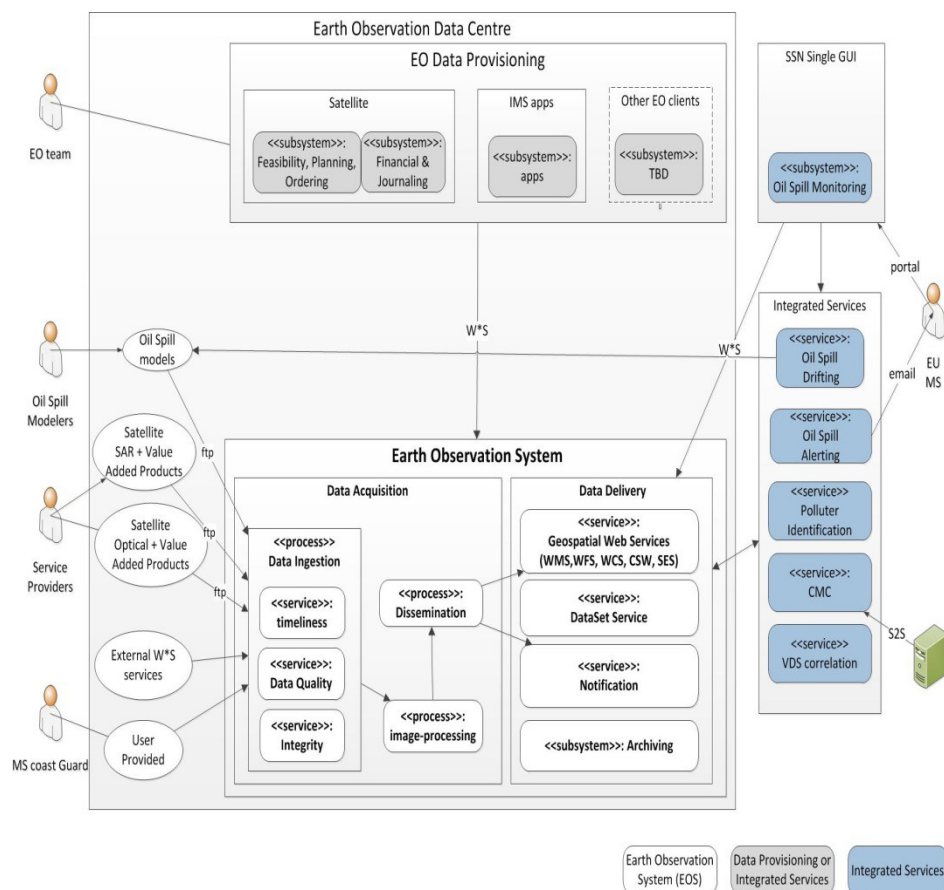 Earth Observation Data Centre
EO Data Provisioning
Satellite
<<subsystem>>:
Feasibility, Planning,
Ordering
<<subsystem>>:
Financial &
Journaling
IMS apps
<<subsystem>>:
apps
Other EO clients
<<subsystem>>:
TBD
SSN Single GUI
<<subsystem>>:
Oil Spill Monitoring
EO team
portal
W*S
W*S
Oil Spill
models
Oil Spill
Modelers
Integrated Services
<<service>>:
Oil Spill
Drifting
email
EU
MS
<<service>>:
Oil Spill
Alerting
<<service>>
Polluter
Identification
<<service>>:
CMC
S2S
<<service>>
VDS correlation
Satellite
SAR + Value
Added Products
ftp
ftp
ftp
Satellite
Optical + Value
Added Products
Service
Providers
External W*S
services
User
Provided
MS coast Guard
Earth Observation System
Data Acquisition
<<process>>
Data Ingestion
<<service>>:
timeliness
<<service>>:
Data Quality
<<service>>:
Integrity
<<process>>:
Dissemination
<<process>>:
image-processing
Data Delivery
<<service>>:
Geospatial Web Services
(WMS,WFS, WCS, CSW, SES)
<<service>>:
DataSet Service
<<service>>:
Notification
<<subsystem>>: Archiving
Earth Observation
System (EOS)
Data Provisioning or
Integrated Services
Integrated Services